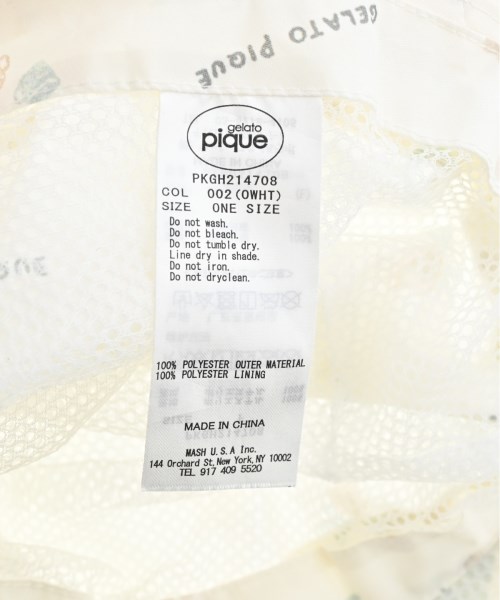 GELATO PIQUE
gelato
pique
PKGH214708
COL 002(OWHT)
SIZE ONE SIZE
Do not wash.
Do not bleach.
Do not tumble dry.
Line dry in shade.
Do not iron.
Do not dryclean.
100% POLYESTER OUTER MATERIAL
100% POLYESTER LINING
MADE IN CHINA
MASH U.S.A Inc.
144 Orchard St, New York, NY 10002
TEL 917 409 5520